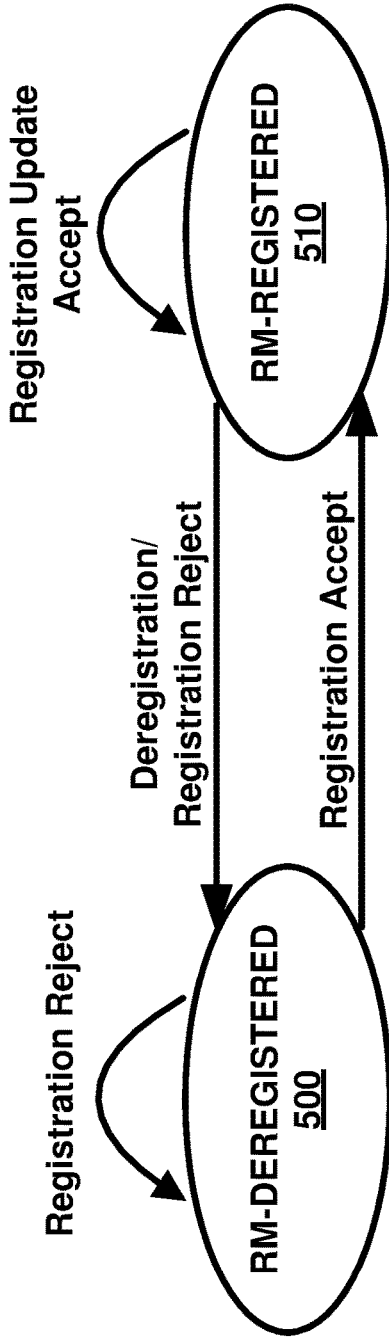 Registration Reject
RM-DEREGISTERED
500
Deregistration/
Registration Reject
Registration Accept
Registration Update
Accept
RM-REGISTERED
510